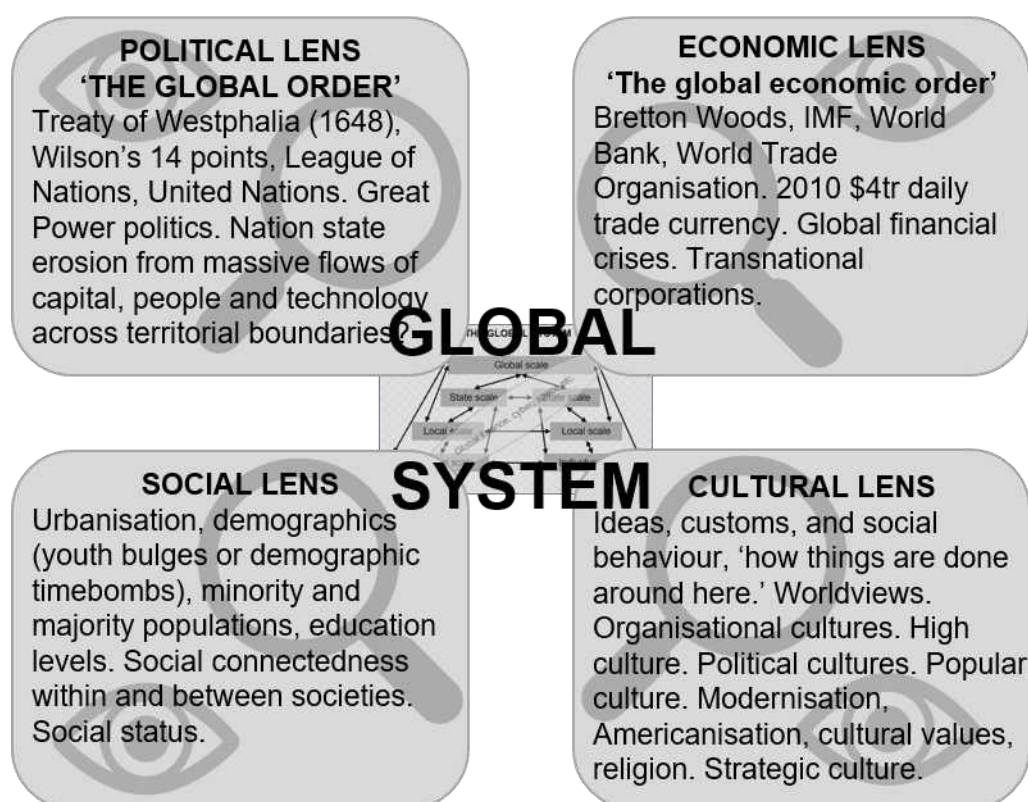 POLITICAL LENS
‘THE GLOBAL ORDER’
Treaty of Westphalia (1648),
Wilson’s 14 points, League of
Nations, United Nations. Great
Power politics. Nation state
erosion from massive flows of
capital, people and technology
across territorial boundaries?
ECONOMIC LENS
‘The global economic order’
Bretton Woods, IMF, World
Bank, World Trade
Organisation. 2010 $4tr daily
trade currency. Global financial
crises. Transnational
corporations.
GLOBAL
THE GLOBAL
Global scale
State scale
State scale
Global finance, cyber
Local scale
Local scale
SYSTEM
SOCIAL LENS
Urbanisation, demographics
(youth bulges or demographic
timebombs), minority and
majority populations, education
levels. Social connectedness
within and between societies.
Social status.
CULTURAL LENS
Ideas, customs, and social
behaviour, ‘how things are done
around here.’ Worldviews.
Organisational cultures. High
culture. Political cultures. Popular
culture. Modernisation,
Americanisation, cultural values,
religion. Strategic culture.